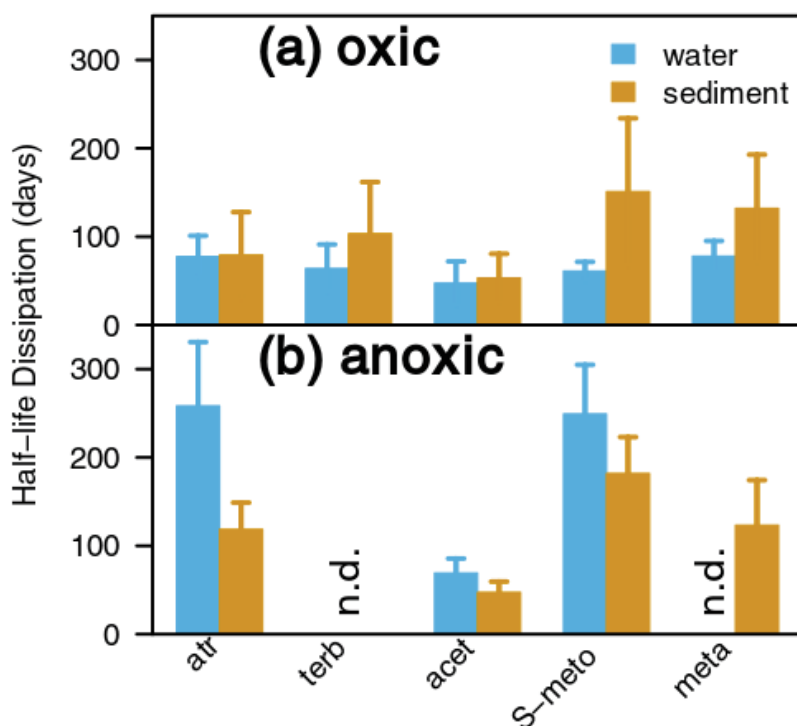 (a) oxic
water
sediment
Half-life Dissipation (days)
300
200
100
0
(b) anoxic
300
200
100
0
n.d.
n.d.
atr
terb
acet
S-meto
meta